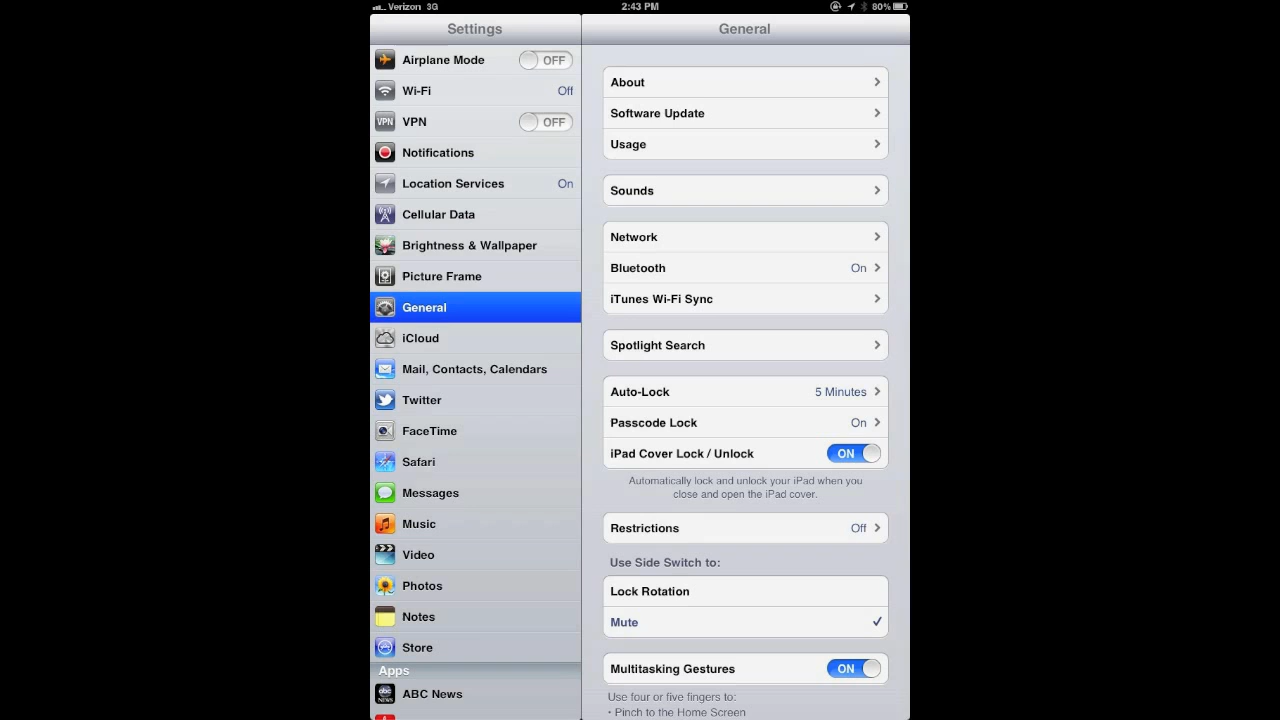 Verizon 3G 2:43 PM 80%
Settings
General
Airplane Mode OFF
Wi-Fi Off
VPN VPN OFF
Notifications
Location Services On
Cellular Data
Brightness & Wallpaper
Picture Frame
General
iCloud
Mail, Contacts, Calendars
Twitter
FaceTime
Safari
Messages
Music
Video
Photos
Notes
Store
Apps
abc NEWS ABC News
About
Software Update
Usage
Sounds
Network
Bluetooth On
iTunes Wi-Fi Sync
Spotlight Search
Auto-Lock 5 Minutes
Passcode Lock On
iPad Cover Lock / Unlock ON
Automatically lock and unlock your iPad when you
close and open the iPad cover.
Restrictions Off
Use Side Switch to:
Lock Rotation
Mute
Multitasking Gestures ON
Use four or five fingers to:
• Pinch to the Home Screen